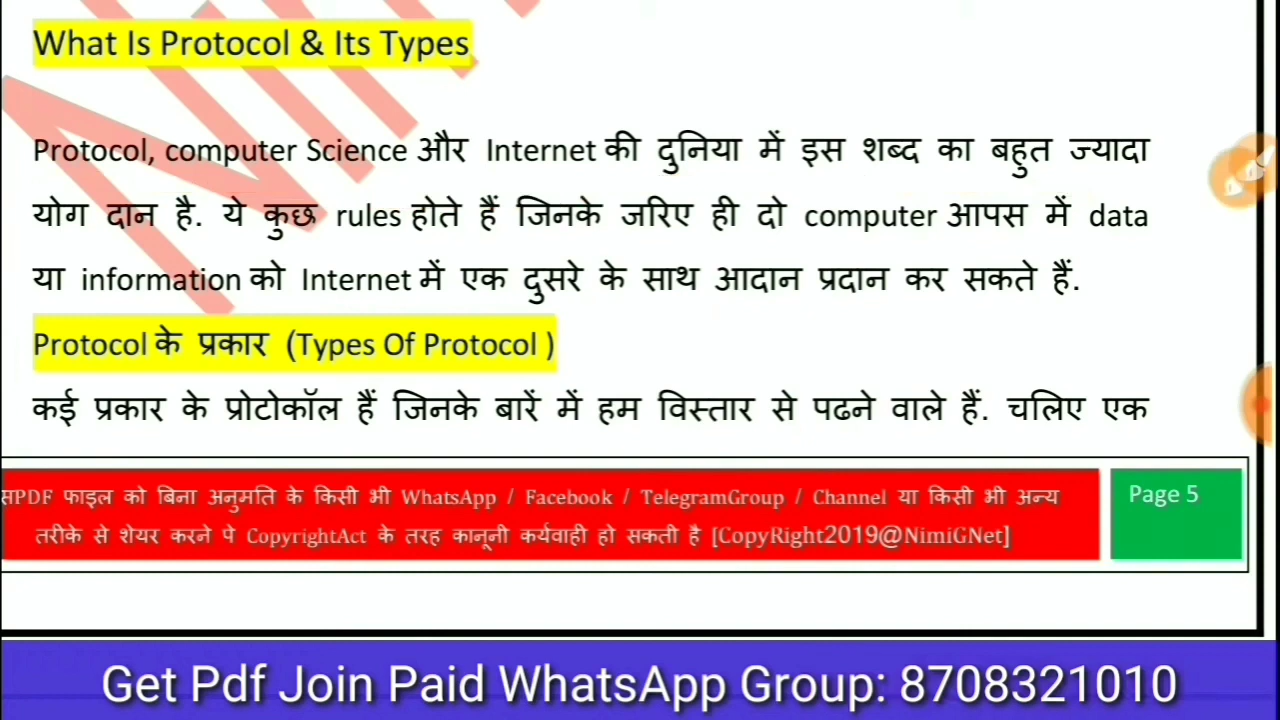 What Is Protocol & Its Types
Protocol, computer Science और Internet की दुनिया में इस शब्द का बहुत ज्यादा
योग दान है. ये कुछ rules होते हैं जिनके जरिए ही दो computer आपस में data
या information को Internet में एक दुसरे के साथ आदान प्रदान कर सकते हैं.
Protocol के प्रकार (Types Of Protocol )
कई प्रकार के प्रोटोकॉल हैं जिनके बारें में हम विस्तार से पढने वाले हैं. चलिए एक
सPDF फाइल को बिना अनुमति के किसी भी WhatsApp / Facebook / TelegramGroup / Channel या किसी भी अन्य
तरीके से शेयर करने पे CopyrightAct के तरह कानूनी कर्यवाही हो सकती है [CopyRight2019@NimiGNet]
Page 5
Get Pdf Join Paid WhatsApp Group: 8708321010